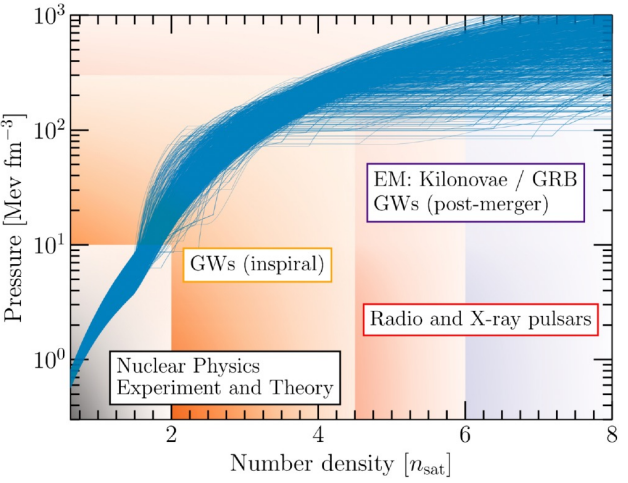 10³
10²
10¹
10⁰
Pressure [Mev fm⁻³]
EM: Kilonovae / GRB
GWs (post-merger)
GWs (inspiral)
Radio and X-ray pulsars
Nuclear Physics
Experiment and Theory
2 4 6 8
Number density [n_sat]